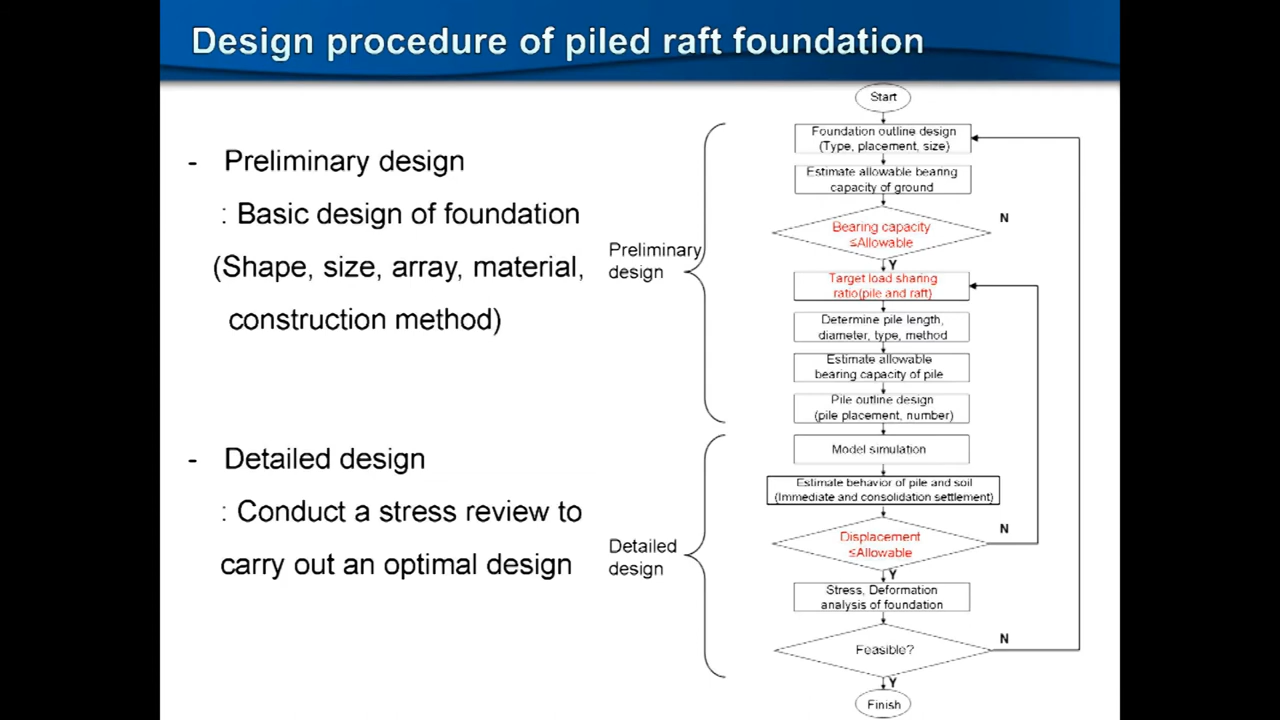 Design procedure of piled raft foundation
- Preliminary design
: Basic design of foundation
(Shape, size, array, material,
construction method)
- Detailed design
: Conduct a stress review to
carry out an optimal design
Preliminary
design
Detailed
design
Start
Foundation outline design
(Type, placement, size)
Estimate allowable bearing
capacity of ground
Bearing capacity
≤Allowable
N
Y
Target load sharing
ratio(pile and raft)
Determine pile length,
diameter, type, method
Estimate allowable
bearing capacity of pile
Pile outline design
(pile placement, number)
Model simulation
Estimate behavior of pile and soil
(Immediate and consolidation settlement)
Displacement
≤Allowable
N
Y
Stress, Deformation
analysis of foundation
Feasible?
N
Y
Finish